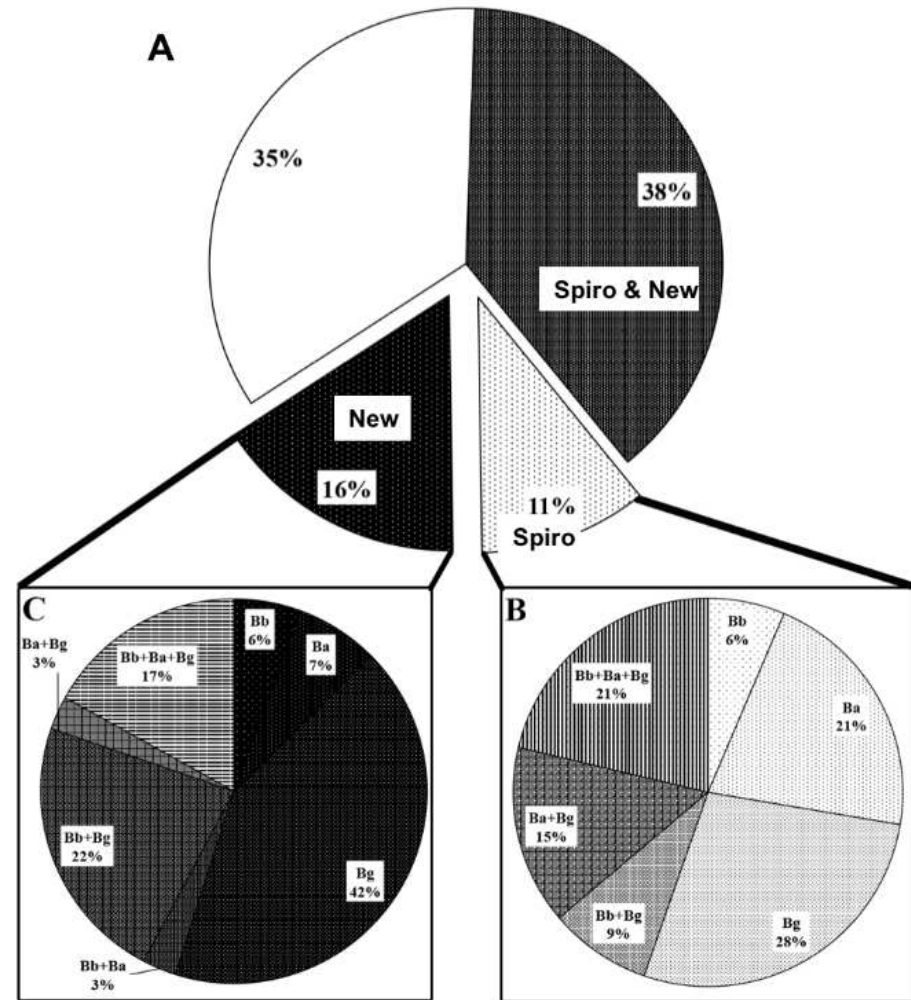 A
35%
38%
Spiro & New
New
16%
11%
Spiro
C
Bb
6%
Ba
7%
Ba+Bg
3%
Bb+Ba+Bg
17%
Bb+Bg
22%
Bg
42%
Bb+Ba
3%
B
Bb
6%
Bb+Ba+Bg
21%
Ba
21%
Ba+Bg
15%
Bb+Bg
9%
Bg
28%